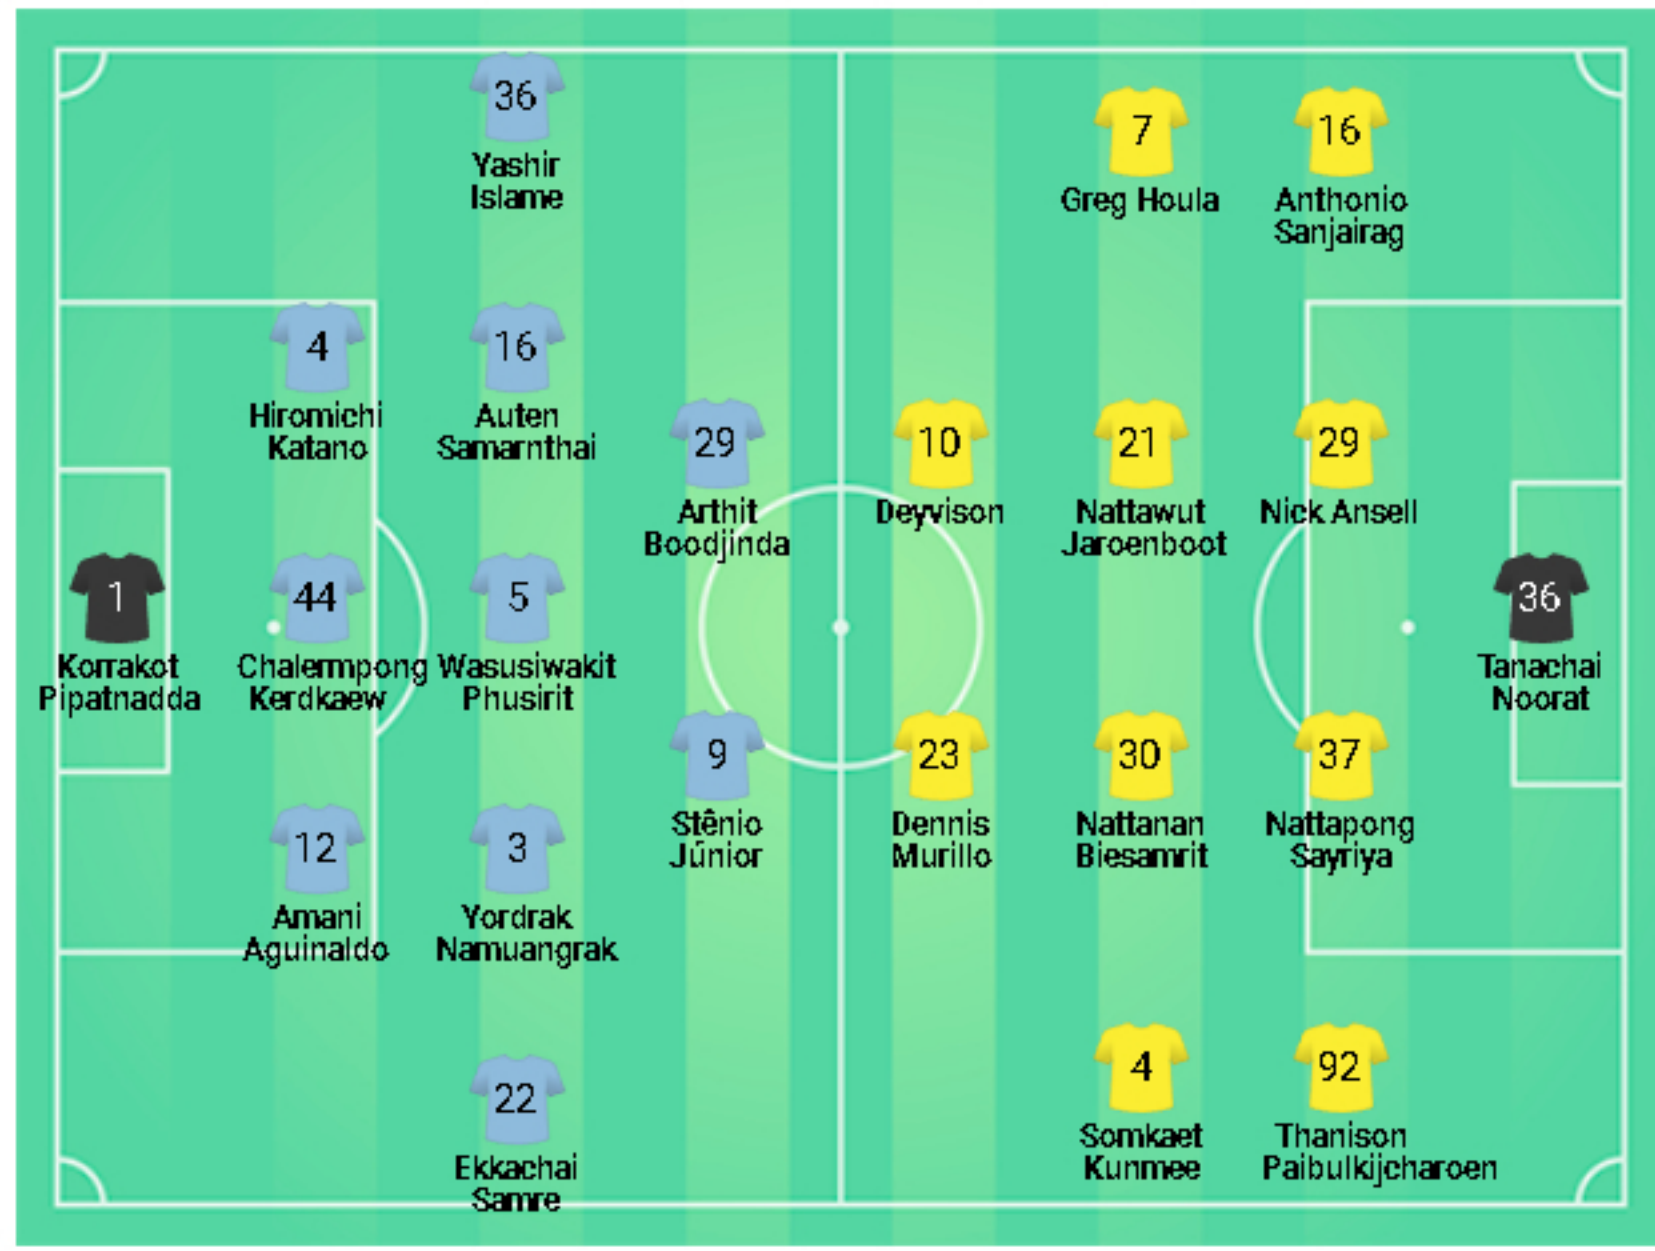 36
Yashir
Islame
7
Greg Houla
16
Anthonio
Sanjairag
4
Hiromichi
Katano
16
Auten
Samarnthai
29
Arthit
Boodjinda
10
Deyvison
21
Nattawut
Jaroenboot
29
Nick Ansell
1
Korrakot
Pipatnadda
44
Chalermpong
Kerdkaew
5
Wasusiwakit
Phusirit
36
Tanachai
Noorat
9
Stênio
Júnior
23
Dennis
Murillo
30
Nattanan
Biesamrit
37
Nattapong
Sayriya
12
Amani
Aguinaldo
3
Yordrak
Namuangrak
22
Ekkachai
Samre
4
Somkaet
Kunmee
92
Thanison
Paibulkijcharoen